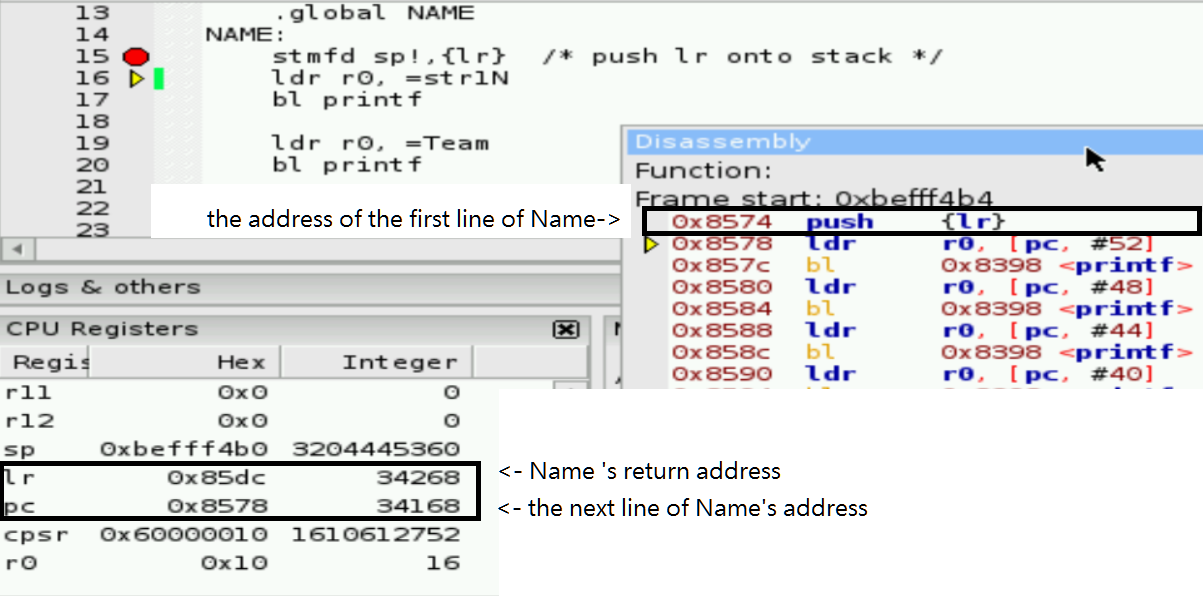 13 .global NAME
14 NAME:
15 stmfd sp!,{lr} /* push lr onto stack */
16 ldr r0, =str1N
17 bl printf
18
19 ldr r0, =Team
20 bl printf
21
22
23
the address of the first line of Name->
Disassembly
Function:
Frame start: 0xbefff4b4
0x8574 push {lr}
0x8578 ldr r0, [pc, #52]
0x857c bl 0x8398 <printf>
0x8580 ldr r0, [pc, #48]
0x8584 bl 0x8398 <printf>
0x8588 ldr r0, [pc, #44]
0x858c bl 0x8398 <printf>
0x8590 ldr r0, [pc, #40]
Logs & others
CPU Registers
Regis Hex Integer
r11 0x0 0
r12 0x0 0
sp 0xbefff4b0 3204445360
lr 0x85dc 34268
pc 0x8578 34168
cpsr 0x60000010 1610612752
r0 0x10 16
<- Name 's return address
<- the next line of Name's address